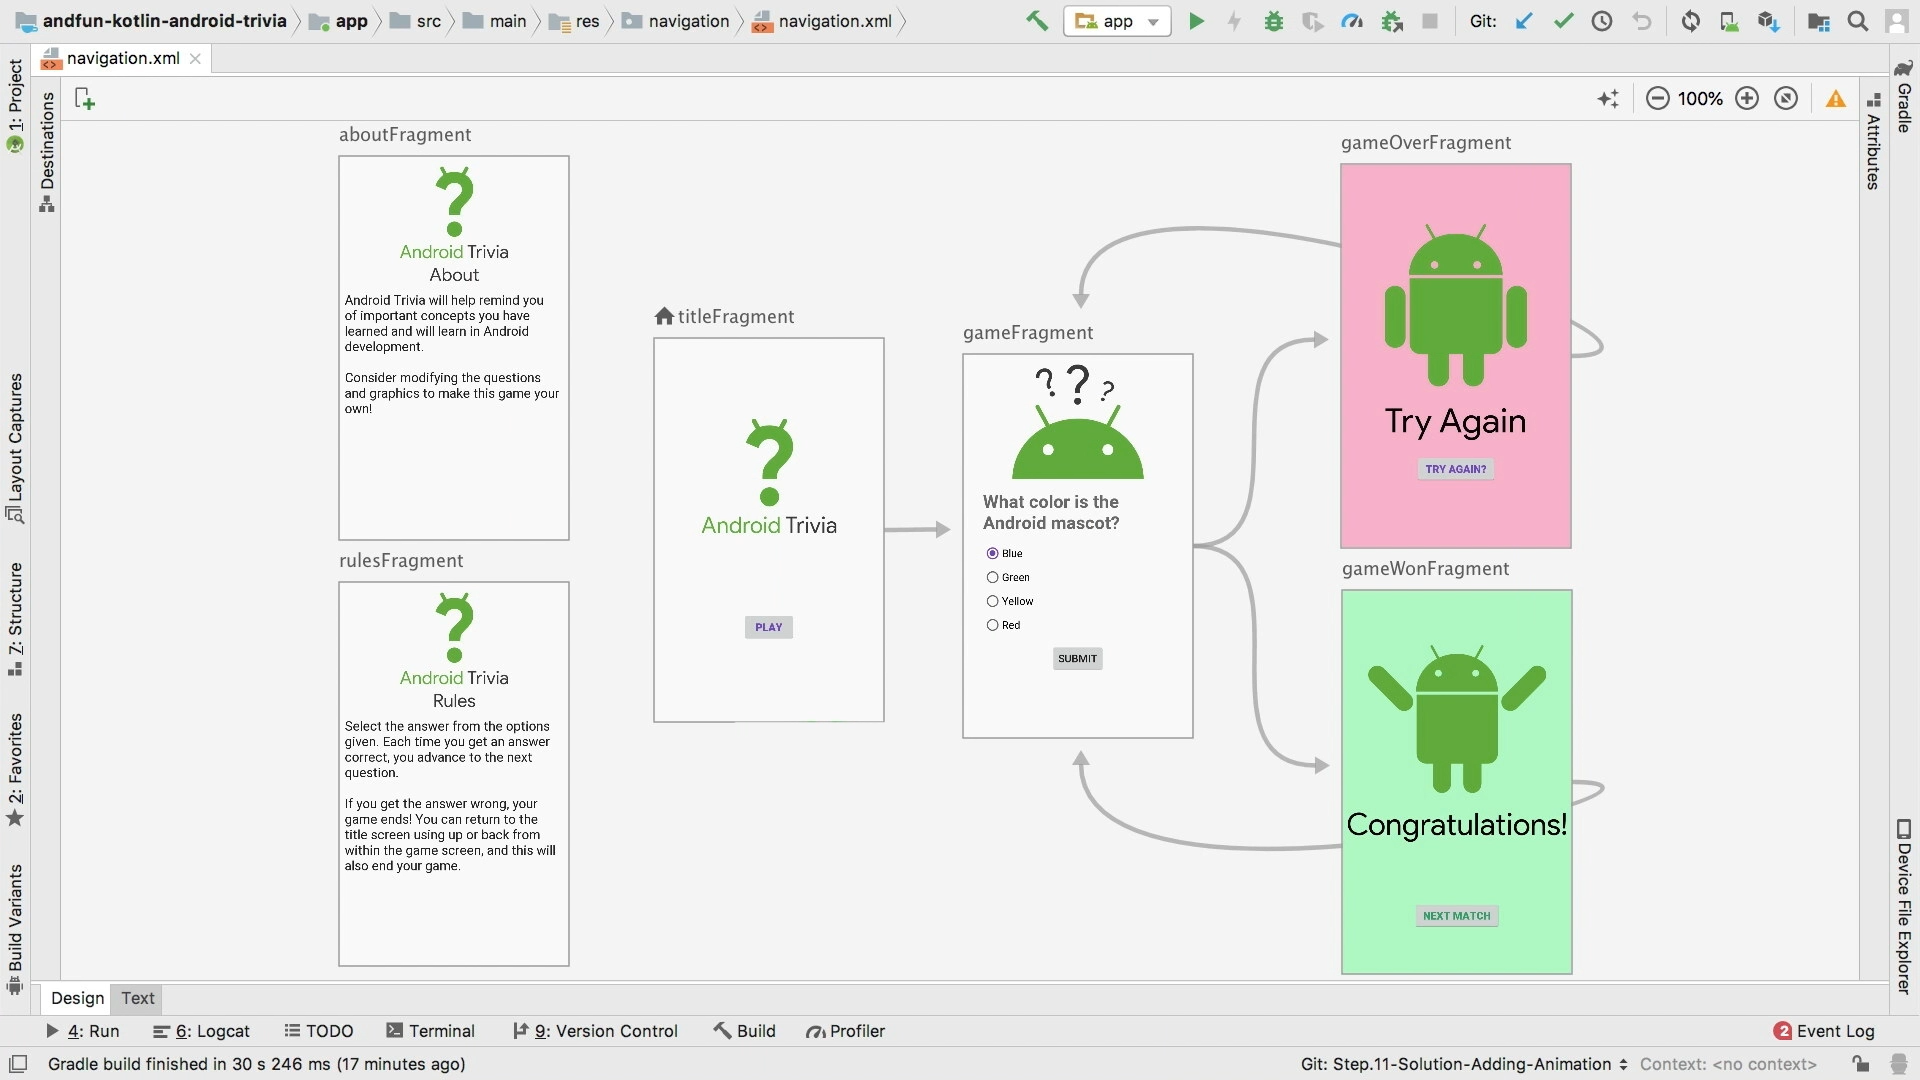 andfun-kotlin-android-trivia app src main res navigation navigation.xml app Git:
navigation.xml
1: Project
Layout Captures
7: Structure
2: Favorites
Build Variants
Destinations
100%
Gradle
Attributes
Device File Explorer
aboutFragment
Android Trivia
About
Android Trivia will help remind you
of important concepts you have
learned and will learn in Android
development.
Consider modifying the questions
and graphics to make this game your
own!
rulesFragment
Android Trivia
Rules
Select the answer from the options
given. Each time you get an answer
correct, you advance to the next
question.
If you get the answer wrong, your
game ends! You can return to the
title screen using up or back from
within the game screen, and this will
also end your game.
titleFragment
Android Trivia
PLAY
gameFragment
? ? ?
What color is the
Android mascot?
Blue
Green
Yellow
Red
SUBMIT
gameOverFragment
Try Again
TRY AGAIN?
gameWonFragment
Congratulations!
NEXT MATCH
Design Text
4: Run 6: Logcat TODO Terminal 9: Version Control Build Profiler 2 Event Log
Gradle build finished in 30 s 246 ms (17 minutes ago) Git: Step.11-Solution-Adding-Animation Context: <no context>